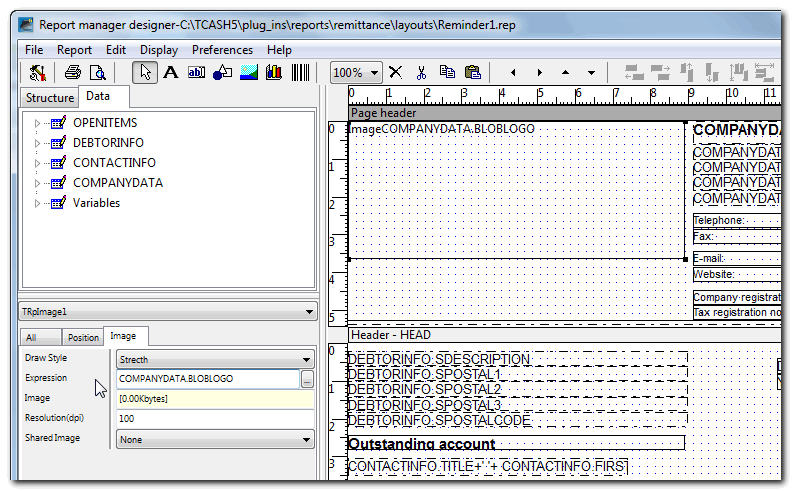 Report manager designer-C:\TCASH5\plug_ins\reports\remittance\layouts\Reminder1.rep
File Report Edit Display Preferences Help
A ab| 100%
Structure Data
OPENITEMS
DEBTORINFO
CONTACTINFO
COMPANYDATA
Variables
TRpImage1
All Position Image
Draw Style Strecth
Expression COMPANYDATA.BLOBLOGO ...
Image [0.00Kbytes]
Resolution(dpi) 100
Shared Image None
0 1 2 3 4 5 6 7 8 9 10 11
Page header
0
1
2
3
4
5
ImageCOMPANYDATA.BLOBLOGO
COMPANYDA
COMPANYDAT
COMPANYDAT
COMPANYDAT
COMPANYDAT
Telephone:
Fax:
E-mail:
Website:
Company registrat
Tax registration no
Header - HEAD
0
1
2
3
DEBTORINFO.SDESCRIPTION
DEBTORINFO.SPOSTAL1
DEBTORINFO.SPOSTAL2
DEBTORINFO.SPOSTAL3
DEBTORINFO.SPOSTALCODE
Outstanding account
CONTACTINFO.TITLE+' '+ CONTACTINFO.FIRS